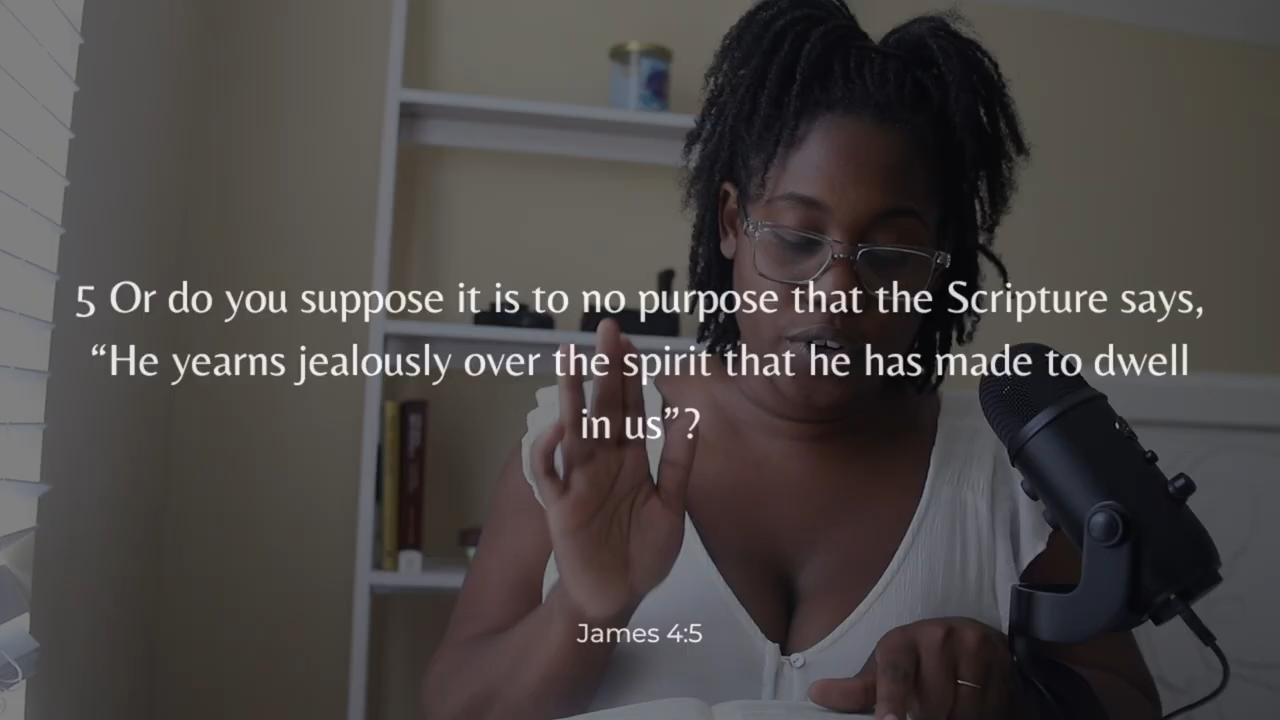 5 Or do you suppose it is to no purpose that the Scripture says,
“He yearns jealously over the spirit that he has made to dwell
in us”?
James 4:5